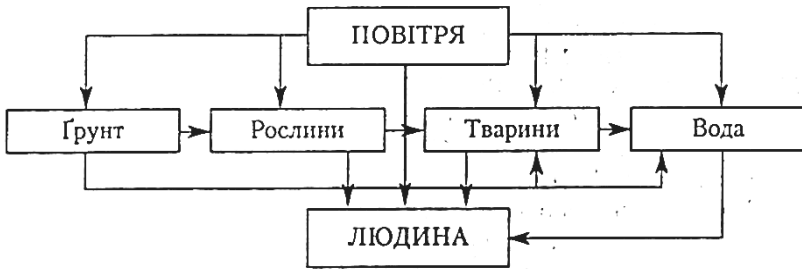 ПОВІТРЯ
Ґрунт
Рослини
Тварини
Вода
ЛЮДИНА